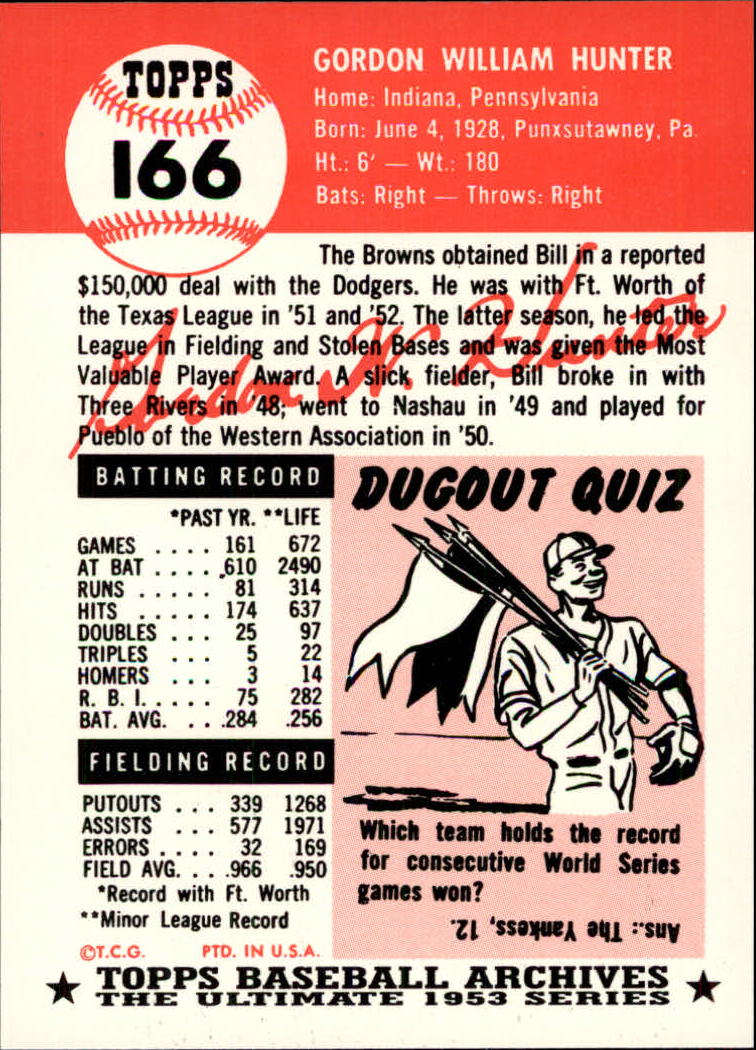 TOPPS
166
GORDON WILLIAM HUNTER
Home: Indiana, Pennsylvania
Born: June 4, 1928, Punxsutawney, Pa.
Ht.: 6' — Wt.: 180
Bats: Right — Throws: Right
The Browns obtained Bill in a reported
$150,000 deal with the Dodgers. He was with Ft. Worth of
the Texas League in '51 and '52. The latter season, he led the
League in Fielding and Stolen Bases and was given the Most
Valuable Player Award. A slick fielder, Bill broke in with
Three Rivers in '48; went to Nashau in '49 and played for
Pueblo of the Western Association in '50.
Gordon W. Hunter
BATTING RECORD
*PAST YR. **LIFE
GAMES .... 161 672
AT BAT ..... 610 2490
RUNS ..... 81 314
HITS ..... 174 637
DOUBLES ... 25 97
TRIPLES ... 5 22
HOMERS ... 3 14
R. B. I. .... 75 282
BAT. AVG. ... .284 .256
FIELDING RECORD
PUTOUTS ... 339 1268
ASSISTS ... 577 1971
ERRORS .... 32 169
FIELD AVG. ... .966 .950
*Record with Ft. Worth
**Minor League Record
©T.C.G. PTD. IN U.S.A.
DUGOUT QUIZ
Which team holds the record
for consecutive World Series
games won?
Ans.: The Yankess, 12.
TOPPS BASEBALL ARCHIVES
THE ULTIMATE 1953 SERIES